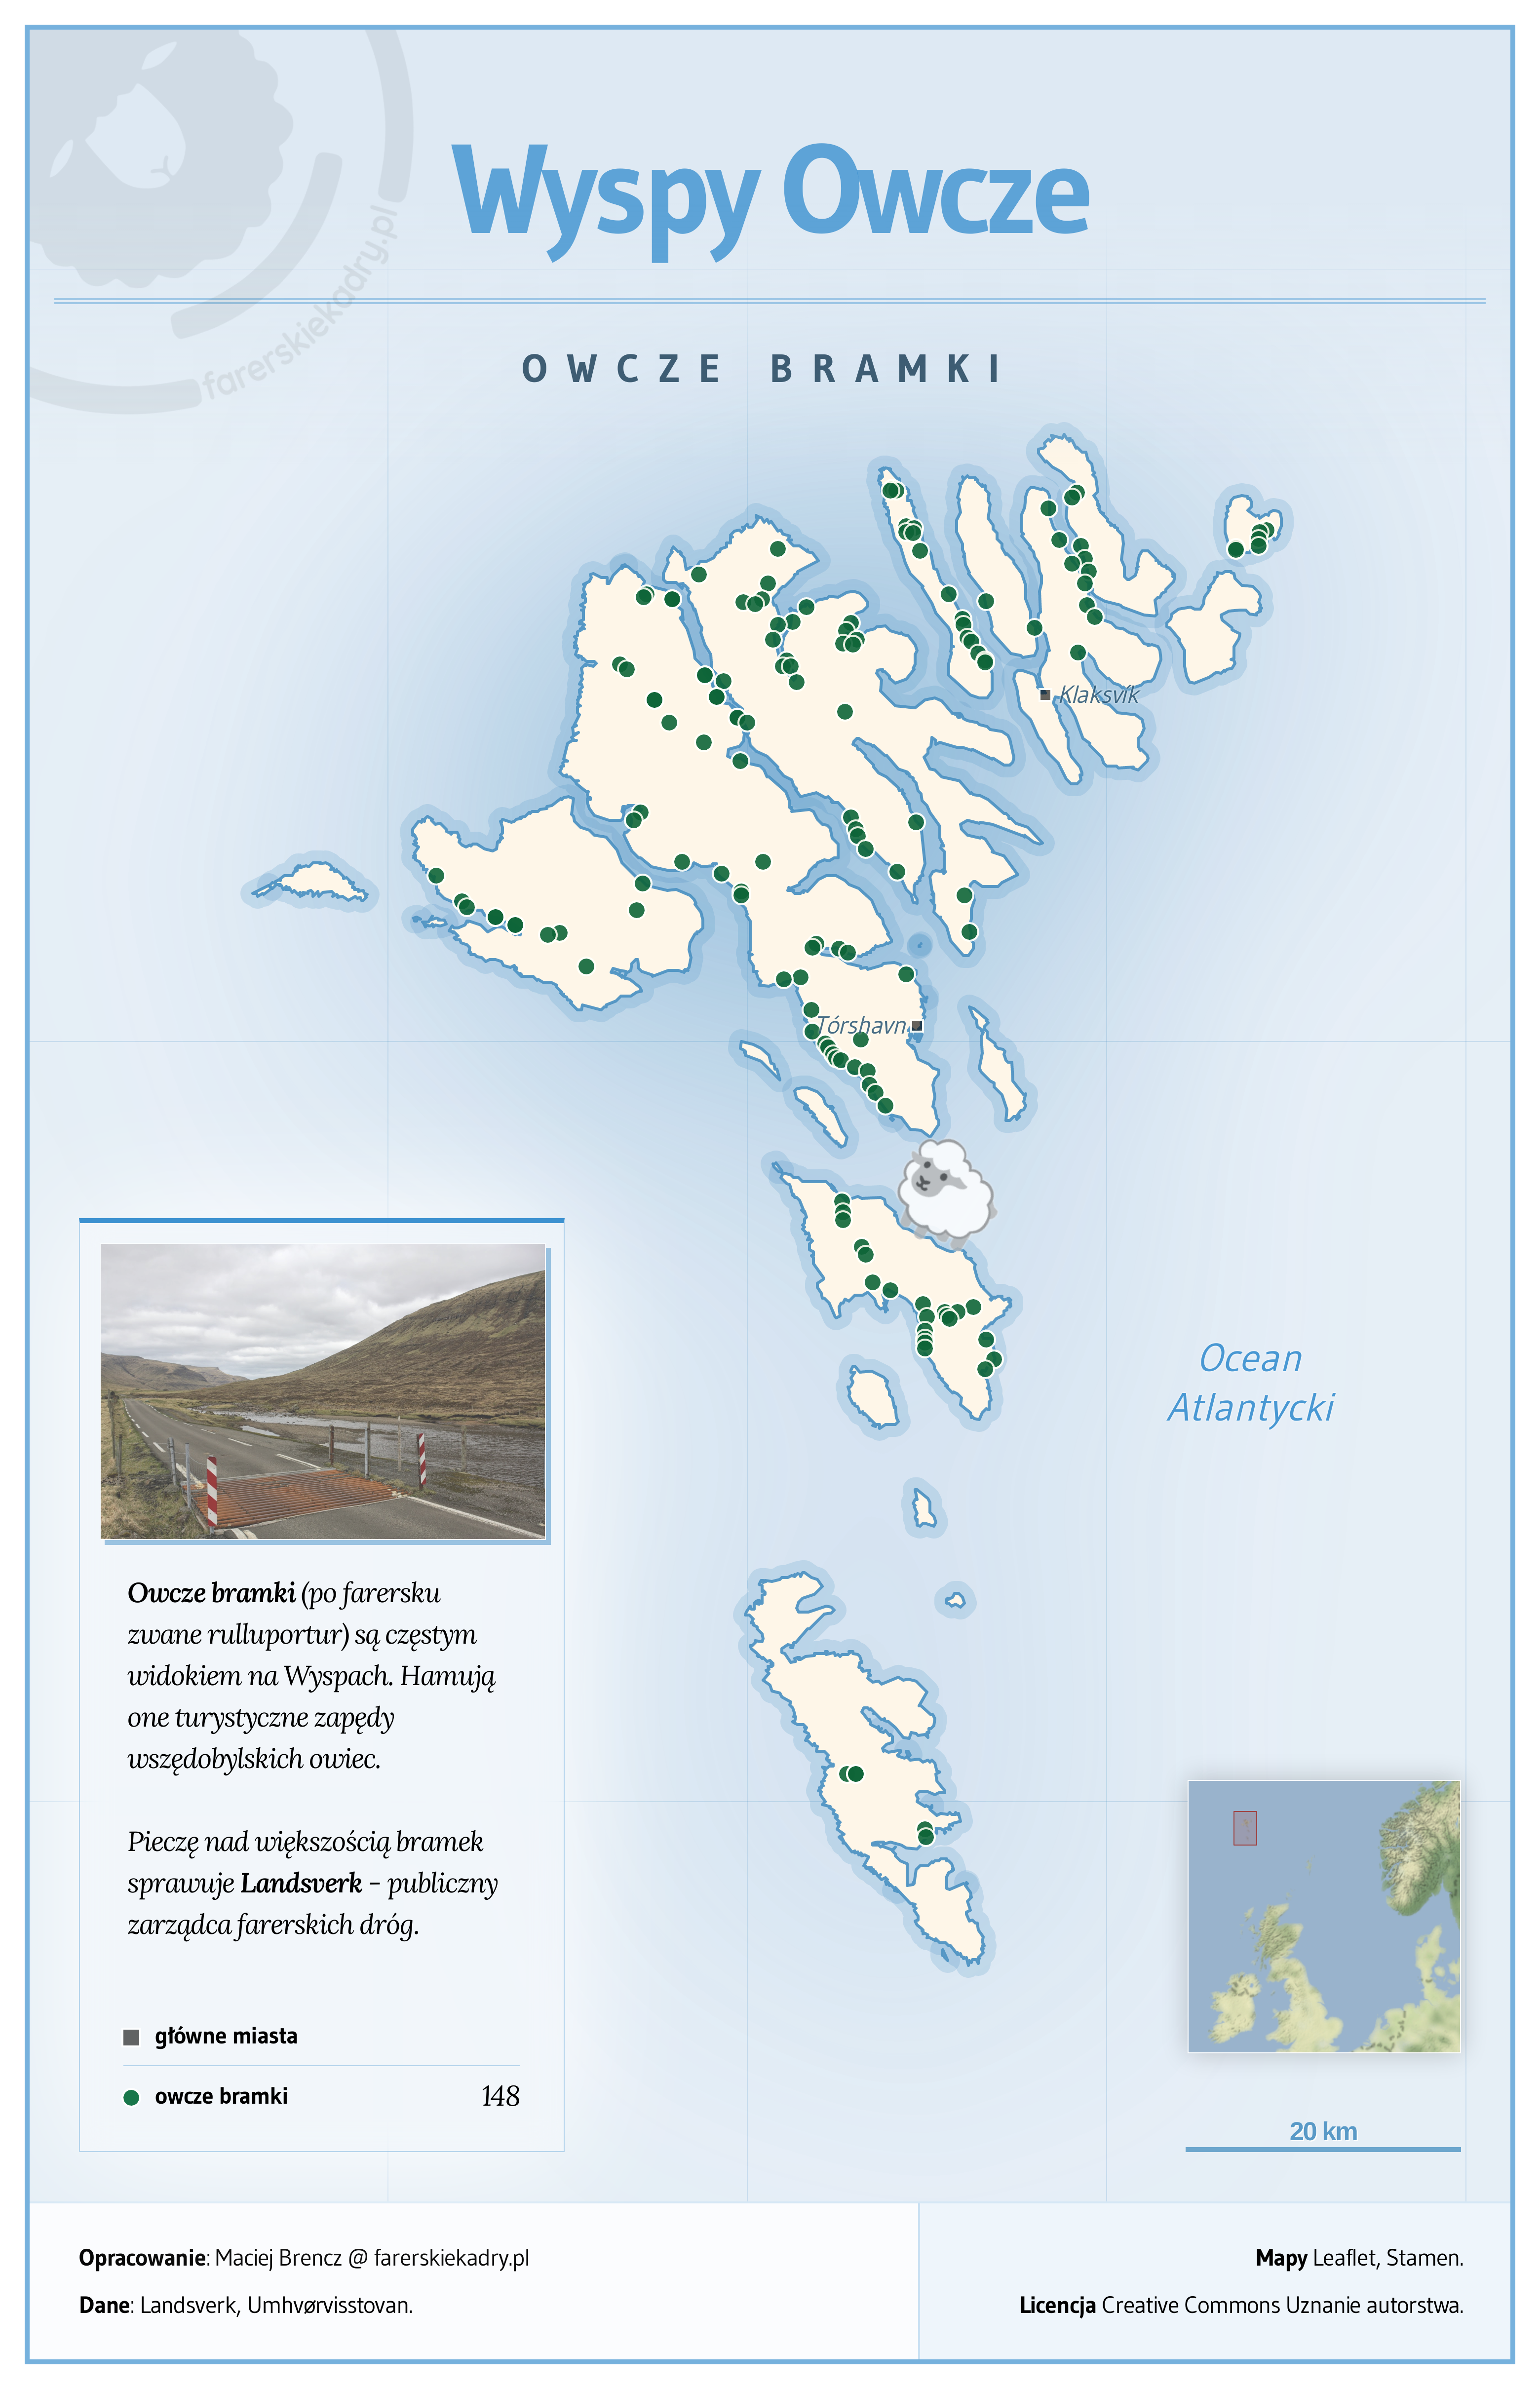 farerskiekadry.pl
Wyspy Owcze
OWCZE BRAMKI
Klaksvík
Tórshavn
Ocean
Atlantycki
Owcze bramki (po farersku
zwane rulluportur) są częstym
widokiem na Wyspach. Hamują
one turystyczne zapędy
wszędobylskich owiec.
Pieczę nad większością bramek
sprawuje Landsverk - publiczny
zarządca farerskich dróg.
główne miasta
owcze bramki 148
20 km
Opracowanie: Maciej Brencz @ farerskiekadry.pl
Dane: Landsverk, Umhvørvisstovan.
Mapy Leaflet, Stamen.
Licencja Creative Commons Uznanie autorstwa.